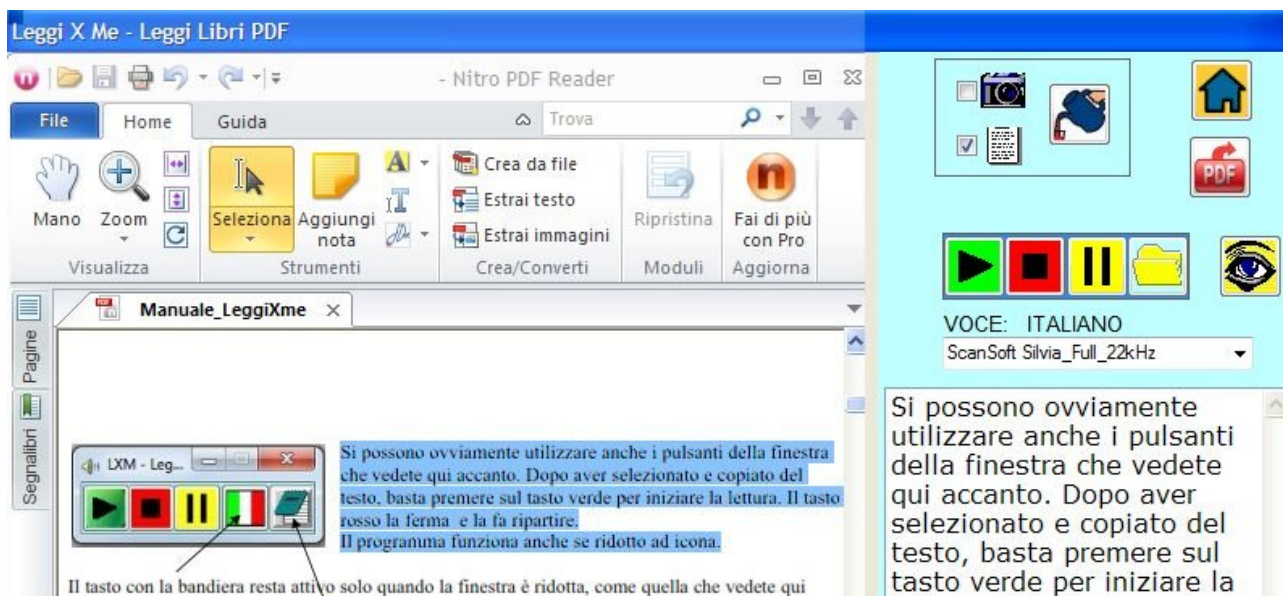 Leggi X Me - Leggi Libri PDF
- Nitro PDF Reader
File Home Guida Trova
Mano Zoom Seleziona Aggiungi nota Crea da file Estrai testo Estrai immagini Ripristina Fai di più con Pro
Visualizza Strumenti Crea/Converti Moduli Aggiorna
Manuale_LeggiXme
Pagine
Segnalibri
LXM - Leg...
Si possono ovviamente utilizzare anche i pulsanti della finestra
che vedete qui accanto. Dopo aver selezionato e copiato del
testo, basta premere sul tasto verde per iniziare la lettura. Il tasto
rosso la ferma e la fa ripartire.
Il programma funziona anche se ridotto ad icona.
Il tasto con la bandiera resta attivo solo quando la finestra è ridotta, come quella che vedete qui
PDF
VOCE: ITALIANO
ScanSoft Silvia_Full_22kHz
Si possono ovviamente
utilizzare anche i pulsanti
della finestra che vedete
qui accanto. Dopo aver
selezionato e copiato del
testo, basta premere sul
tasto verde per iniziare la